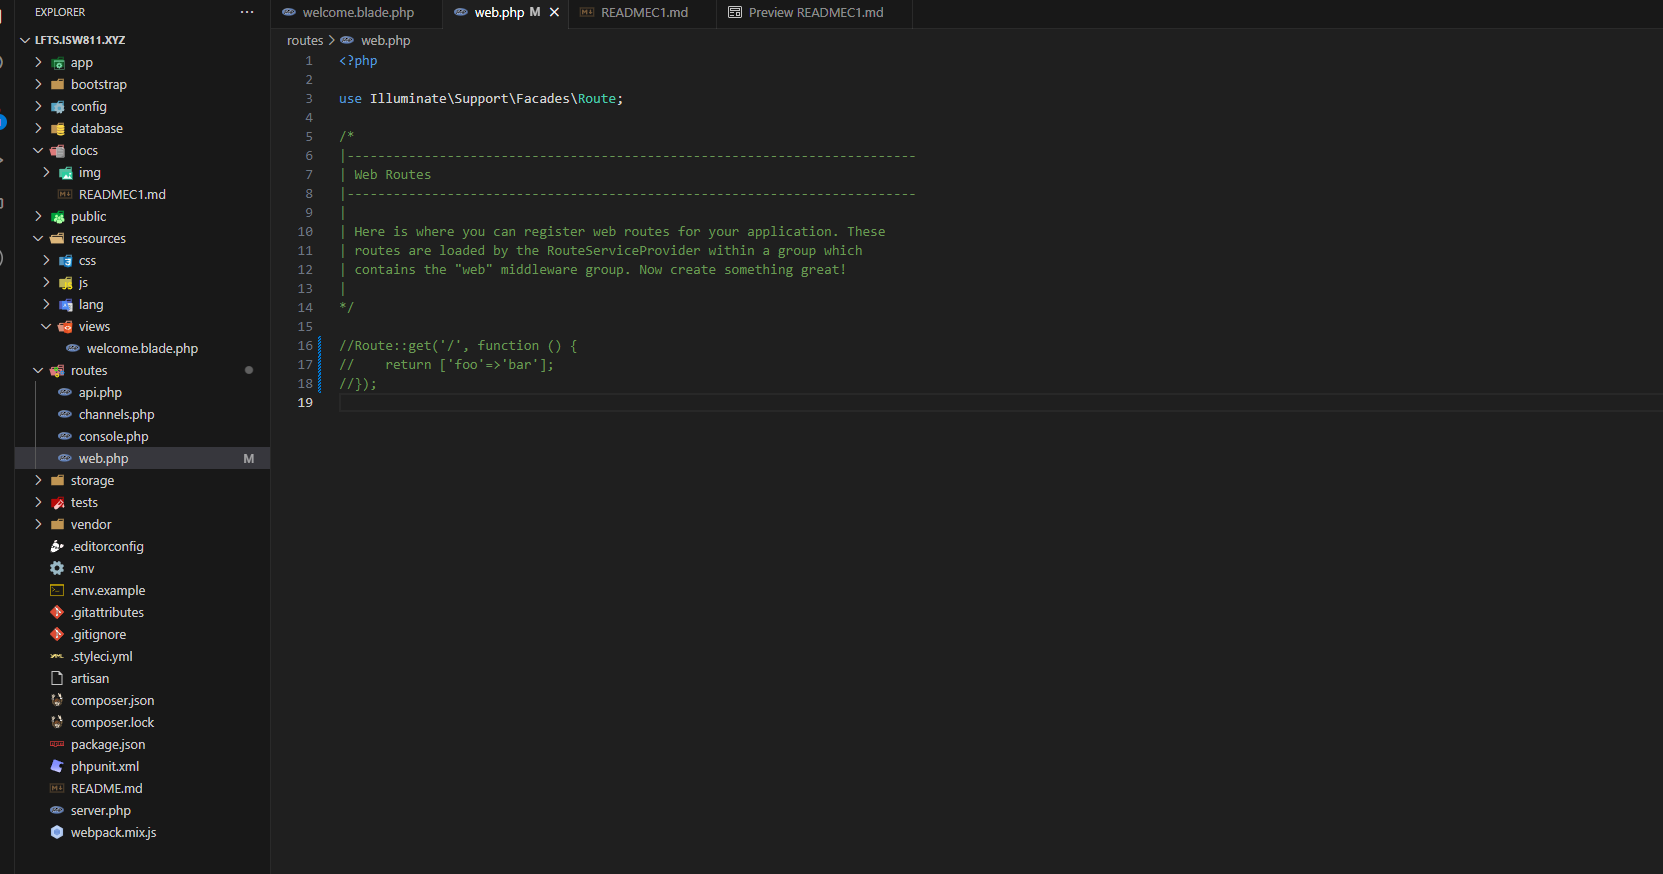 EXPLORER
LFTS.ISW811.XYZ
app
bootstrap
config
database
docs
img
READMEC1.md
public
resources
css
js
lang
views
welcome.blade.php
routes
api.php
channels.php
console.php
web.php M
storage
tests
vendor
.editorconfig
.env
.env.example
.gitattributes
.gitignore
.styleci.yml
artisan
composer.json
composer.lock
package.json
phpunit.xml
README.md
server.php
webpack.mix.js
welcome.blade.php
web.php M
READMEC1.md
Preview READMEC1.md
routes > web.php
1 <?php
2
3 use Illuminate\Support\Facades\Route;
4
5 /*
6 |--------------------------------------------------------------------------
7 | Web Routes
8 |--------------------------------------------------------------------------
9 |
10 | Here is where you can register web routes for your application. These
11 | routes are loaded by the RouteServiceProvider within a group which
12 | contains the "web" middleware group. Now create something great!
13 |
14 */
15
16 //Route::get('/', function () {
17 //    return ['foo'=>'bar'];
18 //});
19